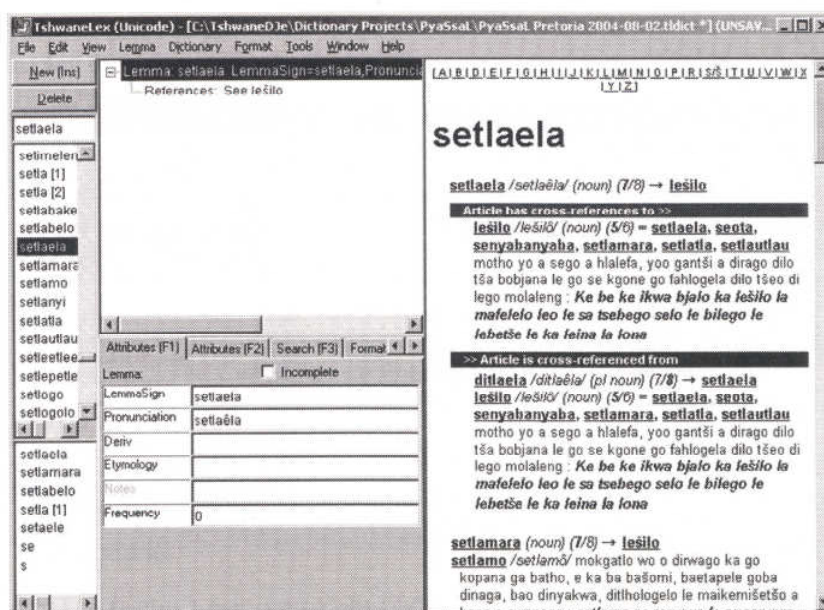 TshwaneLex (Unicode) - [C:\TshwaneDJe\Dictionary Projects\PyaSsaL\PyaSsaL Pretoria 2004-08-02.tldict *] (UNSAV...
File Edit View Lemma Dictionary Format Tools Window Help
New (Ins)
Delete
setlaela
setimelen
setla [1]
setla [2]
setlabake
setlabelo
setlaela
setlamara
setlamo
setlanyi
setlatla
setlautlau
setleetlee
setlepetle
setlogo
setlogolo
setlaela
setlamara
setlabelo
setla [1]
setaele
se
s
Lemma: setlaela LemmaSign=setlaela,Pronuncia
References: See lešilo
Attributes (F1) Attributes (F2) Search (F3) Format
Lemma: Incomplete
LemmaSign setlaela
Pronunciation setlaêla
Deriv
Etymology
Notes
Frequency 0
|A|B|D|E|F|G|H|I|J|K|L|M|N|O|P|R|S/Š|T|U|V|W|X
|Y|Z|
setlaela
setlaela /setlaêla/ (noun) (7/8) → lešilo
Article has cross-references to >>
lešilo /lešilô/ (noun) (5/6) = setlaela, seota,
senyabanyaba, setlamara, setlatla, setlautlau
motho yo a sego a hlalefa, yoo gantši a dirago dilo
tša bobjana le go se kgone go fahlogela dilo tšeo di
lego molaleng : Ke be ke ikwa bjalo ka lešilo la
mafelelo leo le sa tsebego selo le bilego le
lebetše le ka leina la lona
>> Article is cross-referenced from
ditlaela /ditlaêla/ (pl noun) (7/8) → setlaela
lešilo /lešilô/ (noun) (5/6) = setlaela, seota,
senyabanyaba, setlamara, setlatla, setlautlau
motho yo a sego a hlalefa, yoo gantši a dirago dilo
tša bobjana le go se kgone go fahlogela dilo tšeo di
lego molaleng : Ke be ke ikwa bjalo ka lešilo la
mafelelo leo le sa tsebego selo le bilego le
lebetše le ka leina la lona
setlamara (noun) (7/8) → lešilo
setlamo /setlamô/ mokgatlo wo o dirwago ka go
kopana ga batho, e ka ba bašomi, baetapele goba
dinaga, bao dinyakwa, ditlhologelo le maikemišetšo a